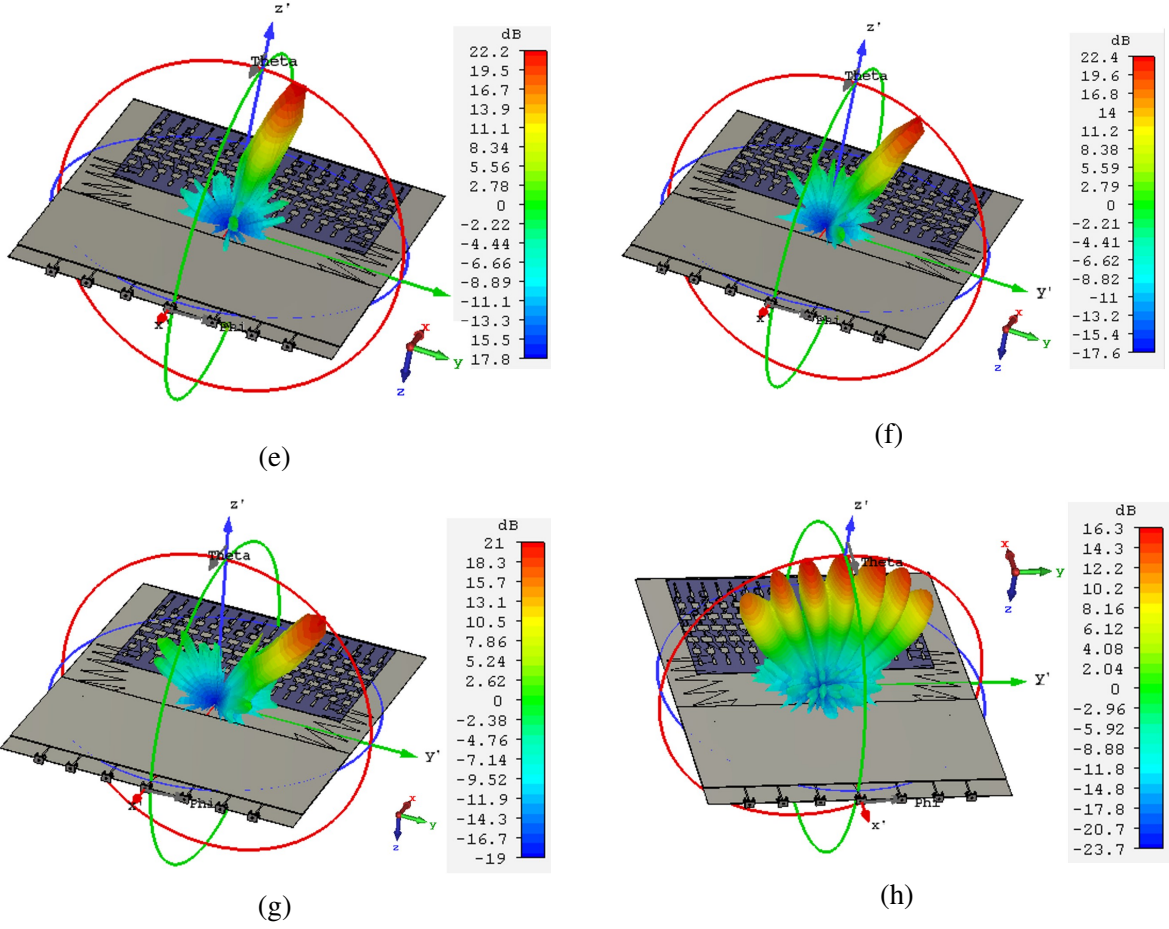 z'
dB
22.2
19.5
16.7
13.9
11.1
8.34
5.56
2.78
0
-2.22
-4.44
-6.66
-8.89
-11.1
-13.3
-15.5
17.8
Theta
x
Phi
x
y
z
(e)
z'
dB
22.4
19.6
16.8
14
11.2
8.38
5.59
2.79
0
-2.21
-4.41
-6.62
-8.82
-11
-13.2
-15.4
-17.6
Theta
y'
x
Phi
x
y
z
(f)
z'
dB
21
18.3
15.7
13.1
10.5
7.86
5.24
2.62
0
-2.38
-4.76
-7.14
-9.52
-11.9
-14.3
-16.7
-19
Theta
y'
x
Phi
x
y
z
(g)
z'
dB
16.3
14.3
12.2
10.2
8.16
6.12
4.08
2.04
0
-2.96
-5.92
-8.88
-11.8
-14.8
-17.8
-20.7
-23.7
Theta
x
y
z
y'
Phi
x'
(h)